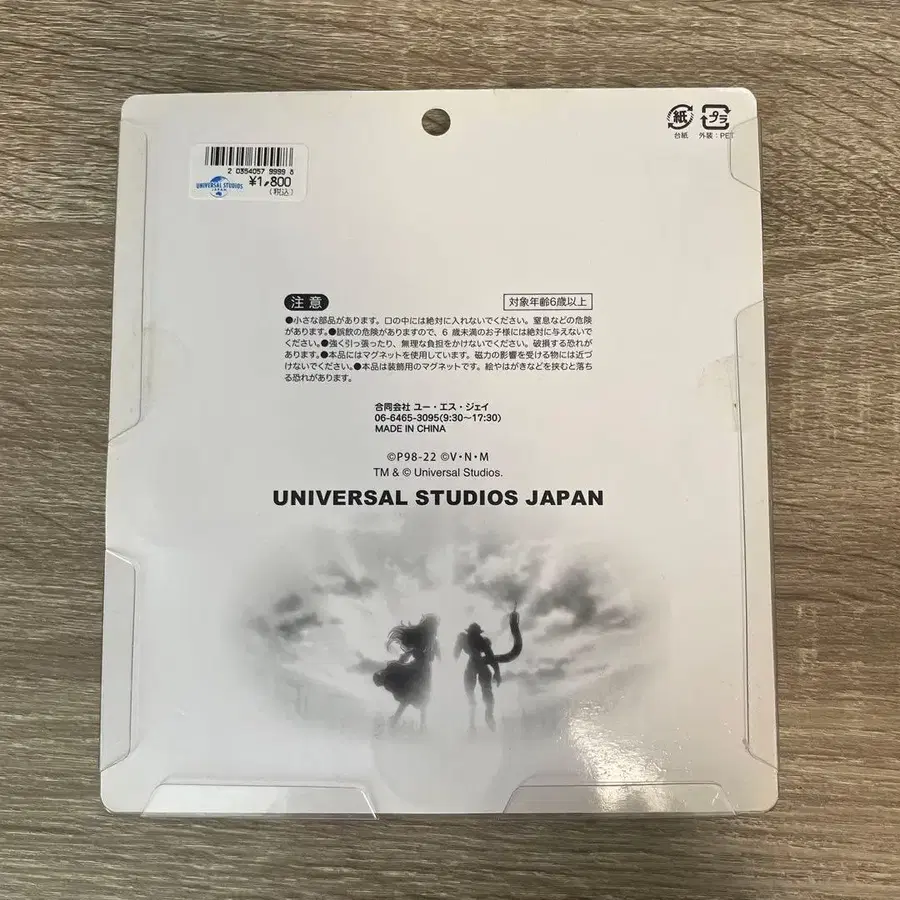 紙
台紙
プラ
外装：PET
2 0354057 9999 8
UNIVERSAL STUDIOS
JAPAN
¥1,800
(税込)
注意
対象年齢6歳以上
●小さな部品があります。口の中には絶対に入れないでください。窒息などの危険
があります。●誤飲の危険がありますので、6 歳未満のお子様には絶対に与えないで
ください。●強く引っ張ったり、無理な負担をかけないでください。破損する恐れが
あります。●本品にはマグネットを使用しています。磁力の影響を受ける物には近づ
けないでください。●本品は装飾用のマグネットです。絵やはがきなどを挟むと落ち
る恐れがあります。
合同会社 ユー・エス・ジェイ
06-6465-3095(9:30〜17:30)
MADE IN CHINA
©P98-22 ©V・N・M
TM & © Universal Studios.
UNIVERSAL STUDIOS JAPAN